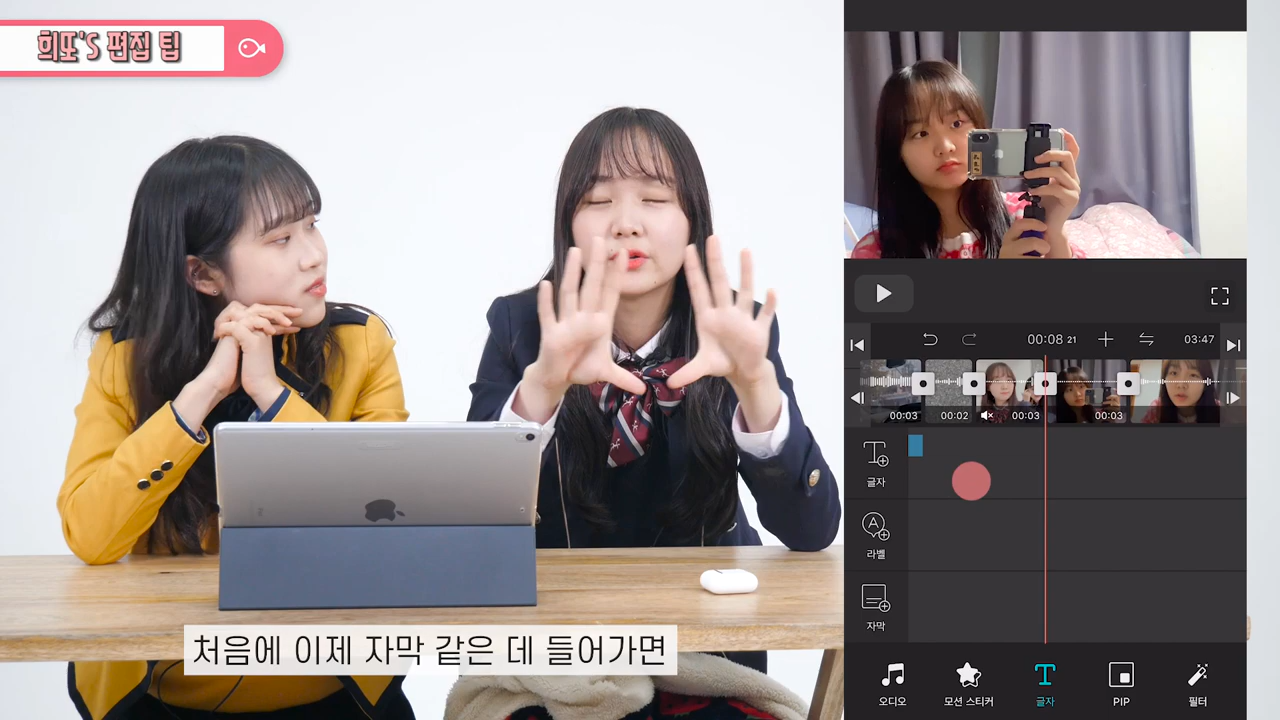 희또'S 편집 팁
00:08 21
03:47
00:03
00:02
00:03
00:03
글자
라벨
자막
처음에 이제 자막 같은 데 들어가면
오디오
모션 스티커
글자
PIP
필터